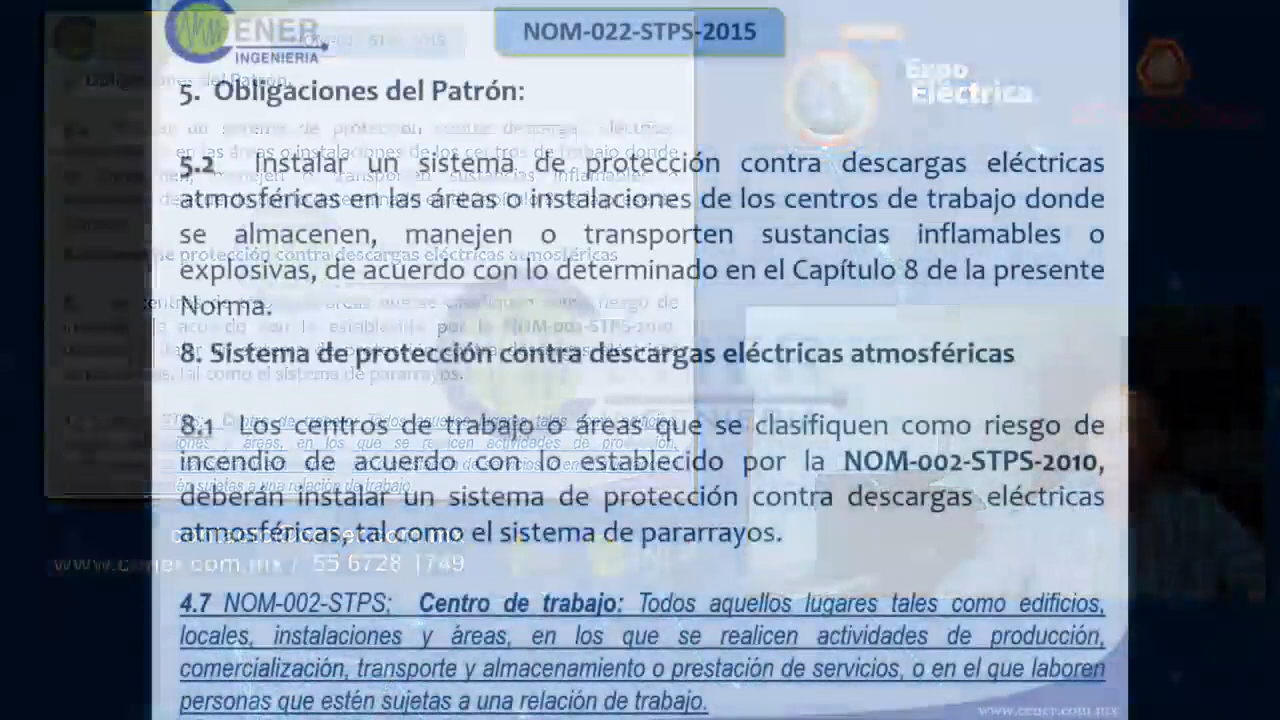 CENER
INGENIERIA
NOM-022-STPS-2015
Expo
Eléctrica
5. Obligaciones del Patrón:
5.2 Instalar un sistema de protección contra descargas eléctricas
atmosféricas en las áreas o instalaciones de los centros de trabajo donde
se almacenen, manejen o transporten sustancias inflamables o
explosivas, de acuerdo con lo determinado en el Capítulo 8 de la presente
Norma.
8. Sistema de protección contra descargas eléctricas atmosféricas
8.1 Los centros de trabajo o áreas que se clasifiquen como riesgo de
incendio de acuerdo con lo establecido por la NOM-002-STPS-2010,
deberán instalar un sistema de protección contra descargas eléctricas
atmosféricas, tal como el sistema de pararrayos.
contacto@cener.com.mx
www.cener.com.mx / 55 6728 1749
4.7 NOM-002-STPS; Centro de trabajo: Todos aquellos lugares tales como edificios,
locales, instalaciones y áreas, en los que se realicen actividades de producción,
comercialización, transporte y almacenamiento o prestación de servicios, o en el que laboren
personas que estén sujetas a una relación de trabajo.
www.cener.com.mx